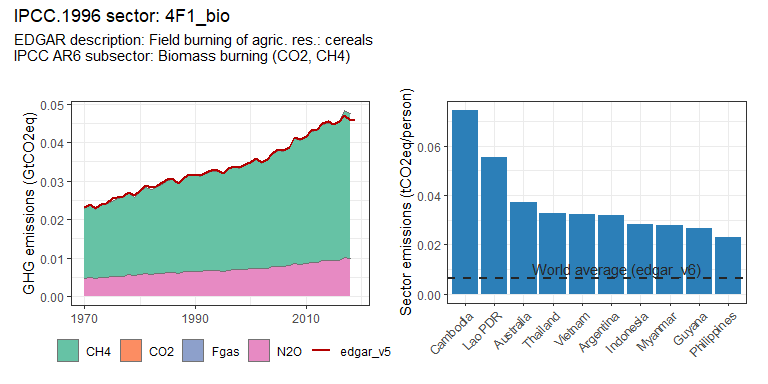 IPCC.1996 sector: 4F1_bio
EDGAR description: Field burning of agric. res.: cereals
IPCC AR6 subsector: Biomass burning (CO2, CH4)
GHG emissions (GtCO2eq)
0.05
0.04
0.03
0.02
0.01
0.00
1970
1990
2010
CH4
CO2
Fgas
N2O
edgar_v5
Sector emissions (tCO2eq/person)
0.06
0.04
0.02
0.00
World average (edgar_v6)
Cambodia
Lao PDR
Australia
Thailand
Vietnam
Argentina
Indonesia
Myanmar
Guyana
Philippines